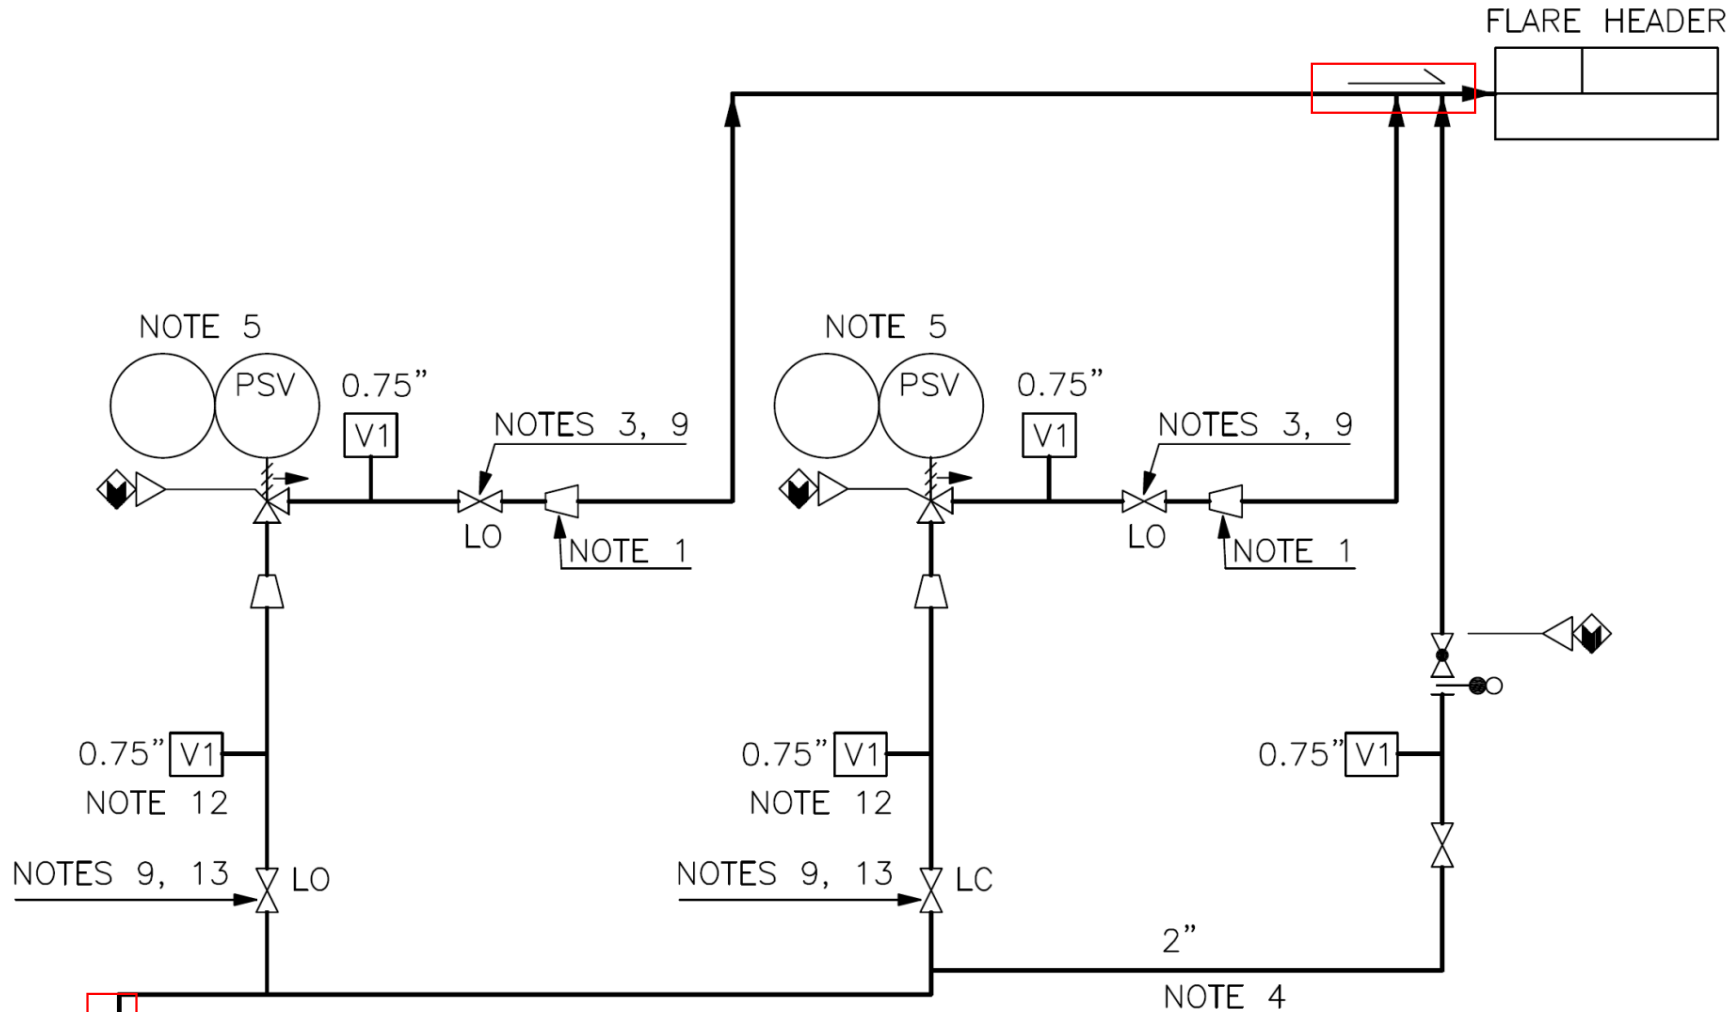 FLARE HEADER
NOTE 5
NOTE 5
PSV
0.75”
PSV
0.75”
V1
NOTES 3, 9
V1
NOTES 3, 9
LO
NOTE 1
LO
NOTE 1
0.75” V1
0.75” V1
0.75” V1
NOTE 12
NOTE 12
NOTES 9, 13
LO
NOTES 9, 13
LC
2”
NOTE 4